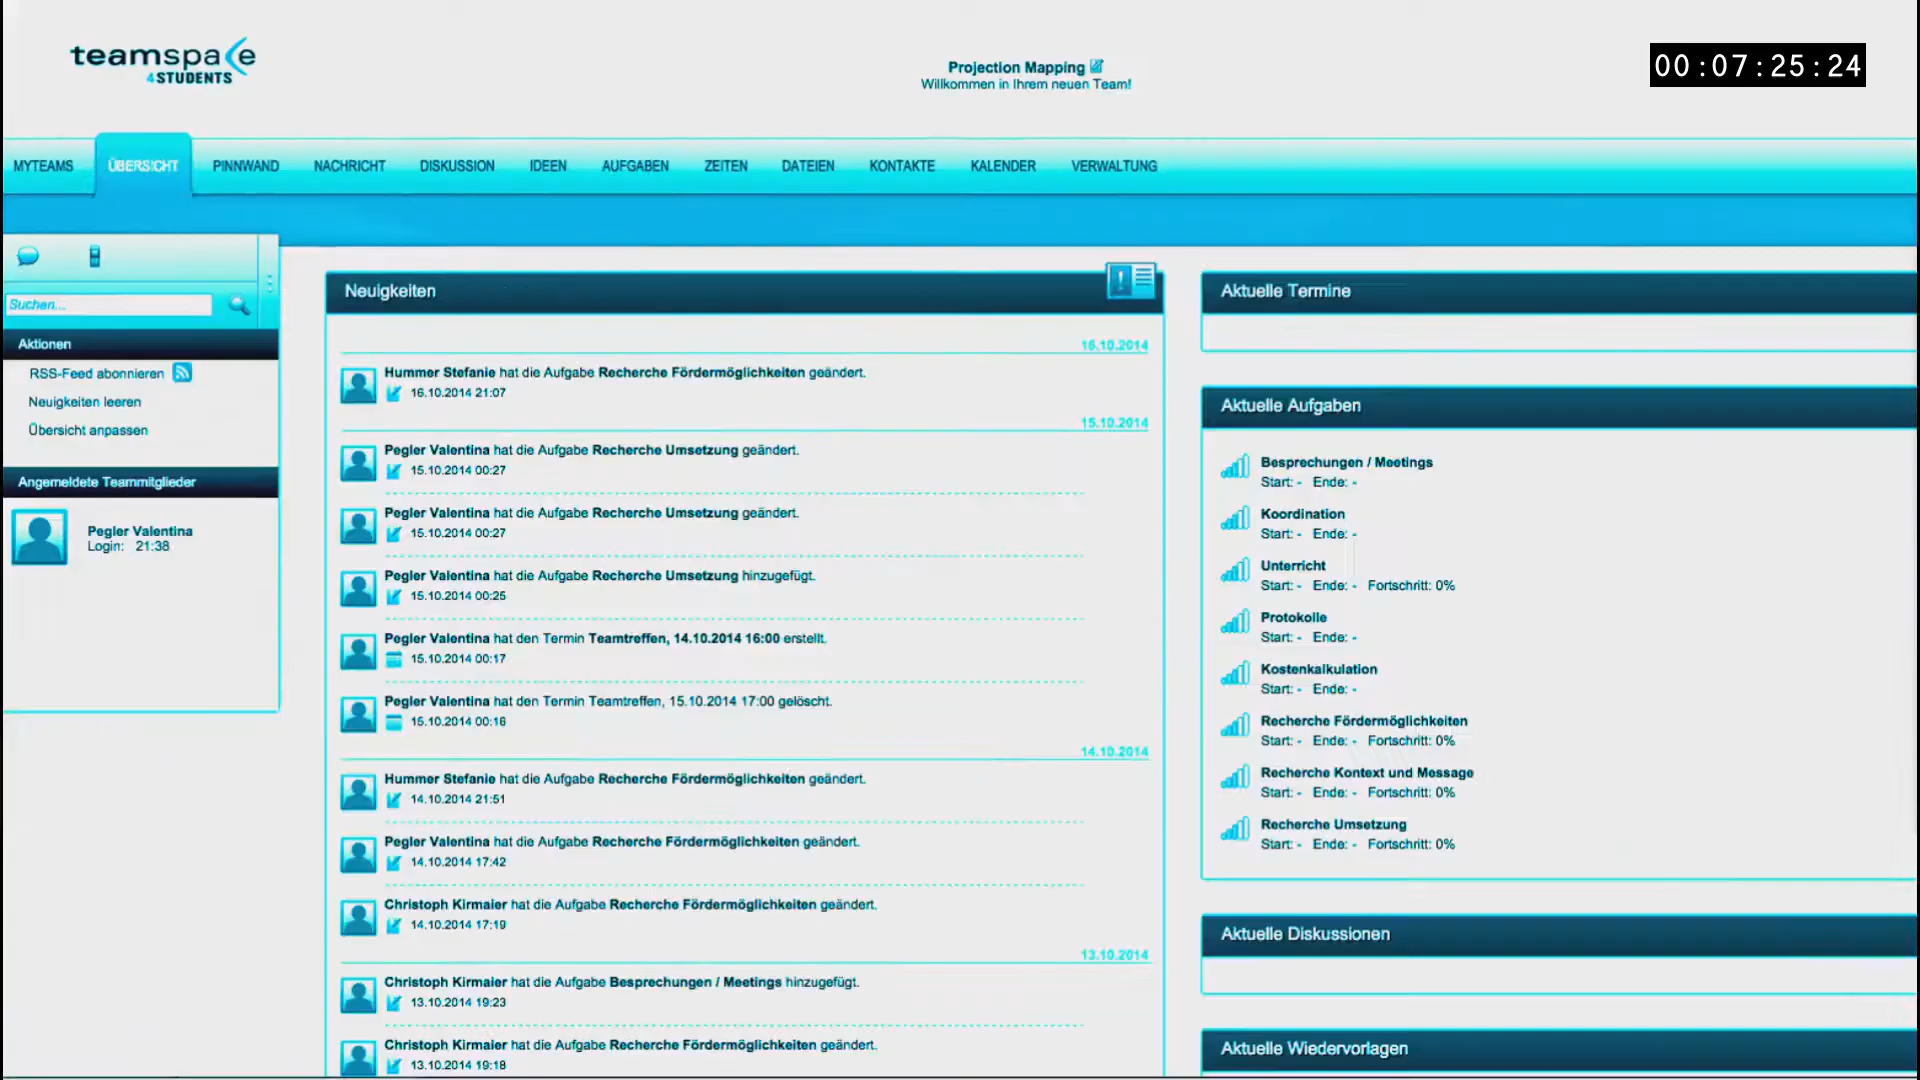 teamspace
4STUDENTS
Projection Mapping
Willkommen in Ihrem neuen Team!
00:07:25:24
MYTEAMS ÜBERSICHT PINNWAND NACHRICHT DISKUSSION IDEEN AUFGABEN ZEITEN DATEIEN KONTAKTE KALENDER VERWALTUNG
Suchen...
Aktionen
RSS-Feed abonnieren
Neuigkeiten leeren
Übersicht anpassen
Angemeldete Teammitglieder
Pegler Valentina
Login: 21:38
Neuigkeiten
16.10.2014
Hummer Stefanie hat die Aufgabe Recherche Fördermöglichkeiten geändert.
16.10.2014 21:07
15.10.2014
Pegler Valentina hat die Aufgabe Recherche Umsetzung geändert.
15.10.2014 00:27
Pegler Valentina hat die Aufgabe Recherche Umsetzung geändert.
15.10.2014 00:27
Pegler Valentina hat die Aufgabe Recherche Umsetzung hinzugefügt.
15.10.2014 00:25
Pegler Valentina hat den Termin Teamtreffen, 14.10.2014 16:00 erstellt.
15.10.2014 00:17
Pegler Valentina hat den Termin Teamtreffen, 15.10.2014 17:00 gelöscht.
15.10.2014 00:16
14.10.2014
Hummer Stefanie hat die Aufgabe Recherche Fördermöglichkeiten geändert.
14.10.2014 21:51
Pegler Valentina hat die Aufgabe Recherche Fördermöglichkeiten geändert.
14.10.2014 17:42
Christoph Kirmaier hat die Aufgabe Recherche Fördermöglichkeiten geändert.
14.10.2014 17:19
13.10.2014
Christoph Kirmaier hat die Aufgabe Besprechungen / Meetings hinzugefügt.
13.10.2014 19:23
Christoph Kirmaier hat die Aufgabe Recherche Fördermöglichkeiten geändert.
13.10.2014 19:18
Aktuelle Termine
Aktuelle Aufgaben
Besprechungen / Meetings
Start: - Ende: -
Koordination
Start: - Ende: -
Unterricht
Start: - Ende: - Fortschritt: 0%
Protokolle
Start: - Ende: -
Kostenkalkulation
Start: - Ende: -
Recherche Fördermöglichkeiten
Start: - Ende: - Fortschritt: 0%
Recherche Kontext und Message
Start: - Ende: - Fortschritt: 0%
Recherche Umsetzung
Start: - Ende: - Fortschritt: 0%
Aktuelle Diskussionen
Aktuelle Wiedervorlagen